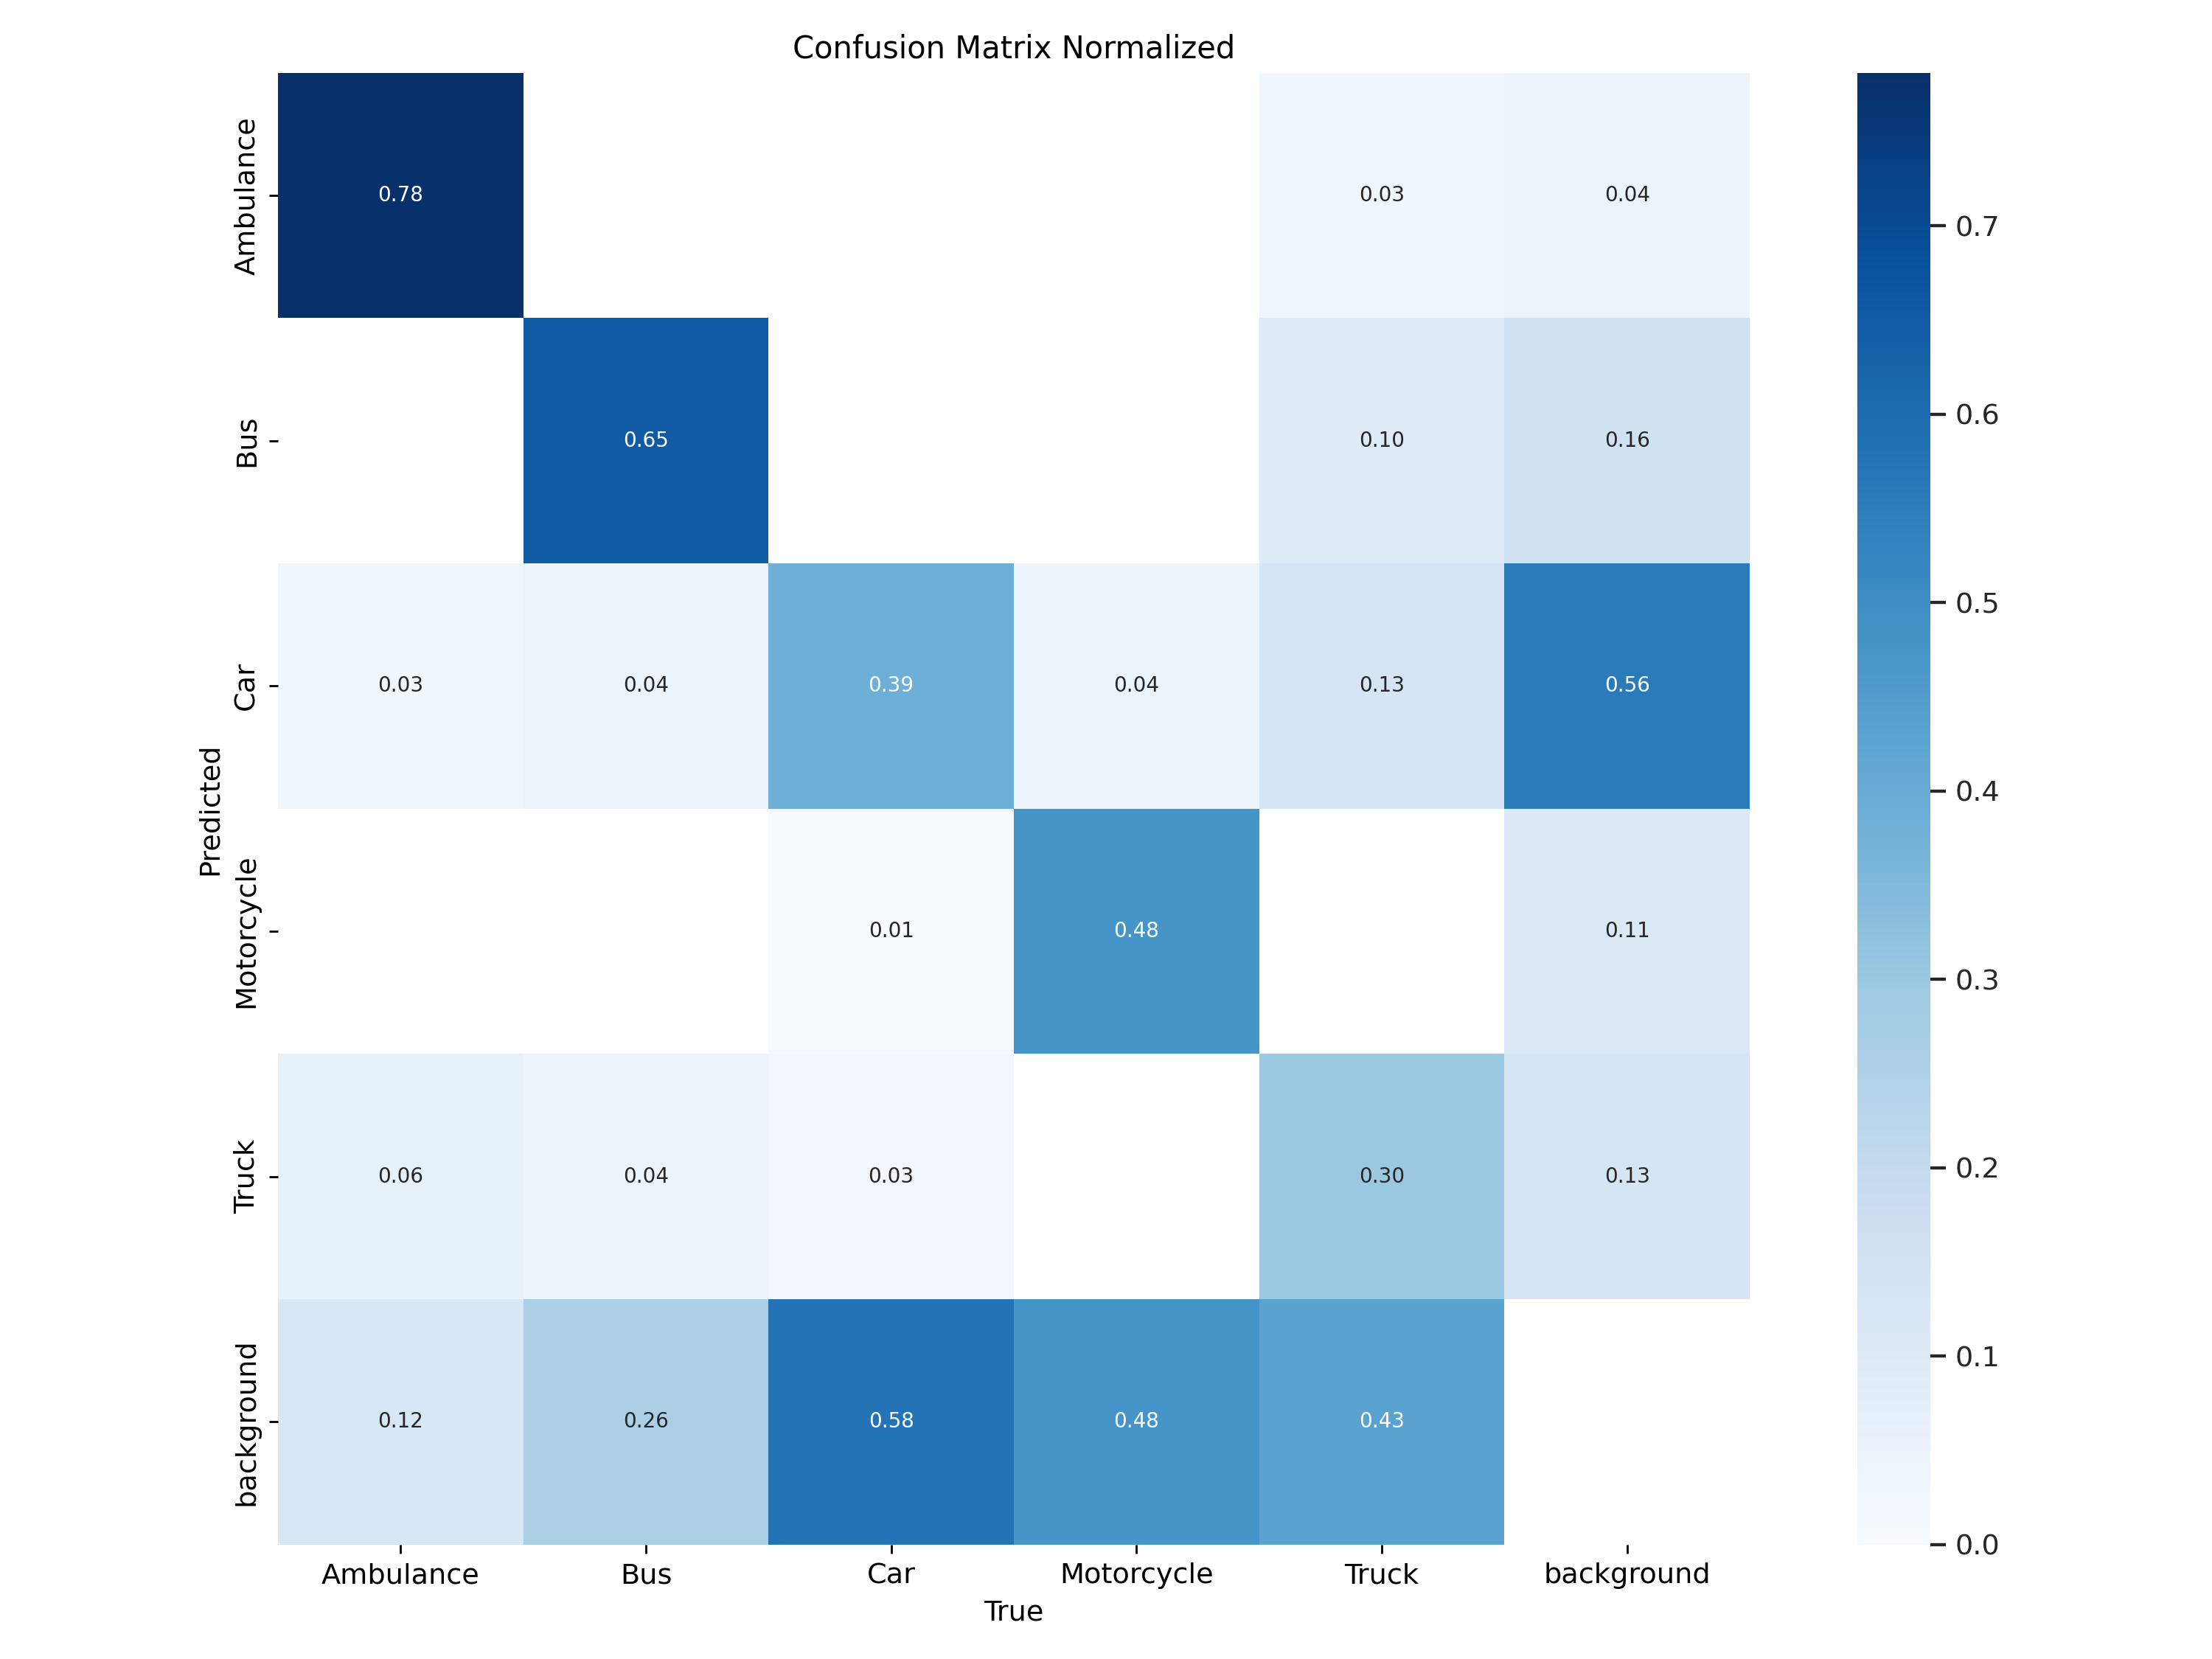 Confusion Matrix Normalized
Ambulance
0.78
0.03
0.04
Bus
0.65
0.10
0.16
Car
0.03
0.04
0.39
0.04
0.13
0.56
Motorcycle
0.01
0.48
0.11
Truck
0.06
0.04
0.03
0.30
0.13
background
0.12
0.26
0.58
0.48
0.43
Predicted
Ambulance
Bus
Car
Motorcycle
Truck
background
True
0.7
0.6
0.5
0.4
0.3
0.2
0.1
0.0